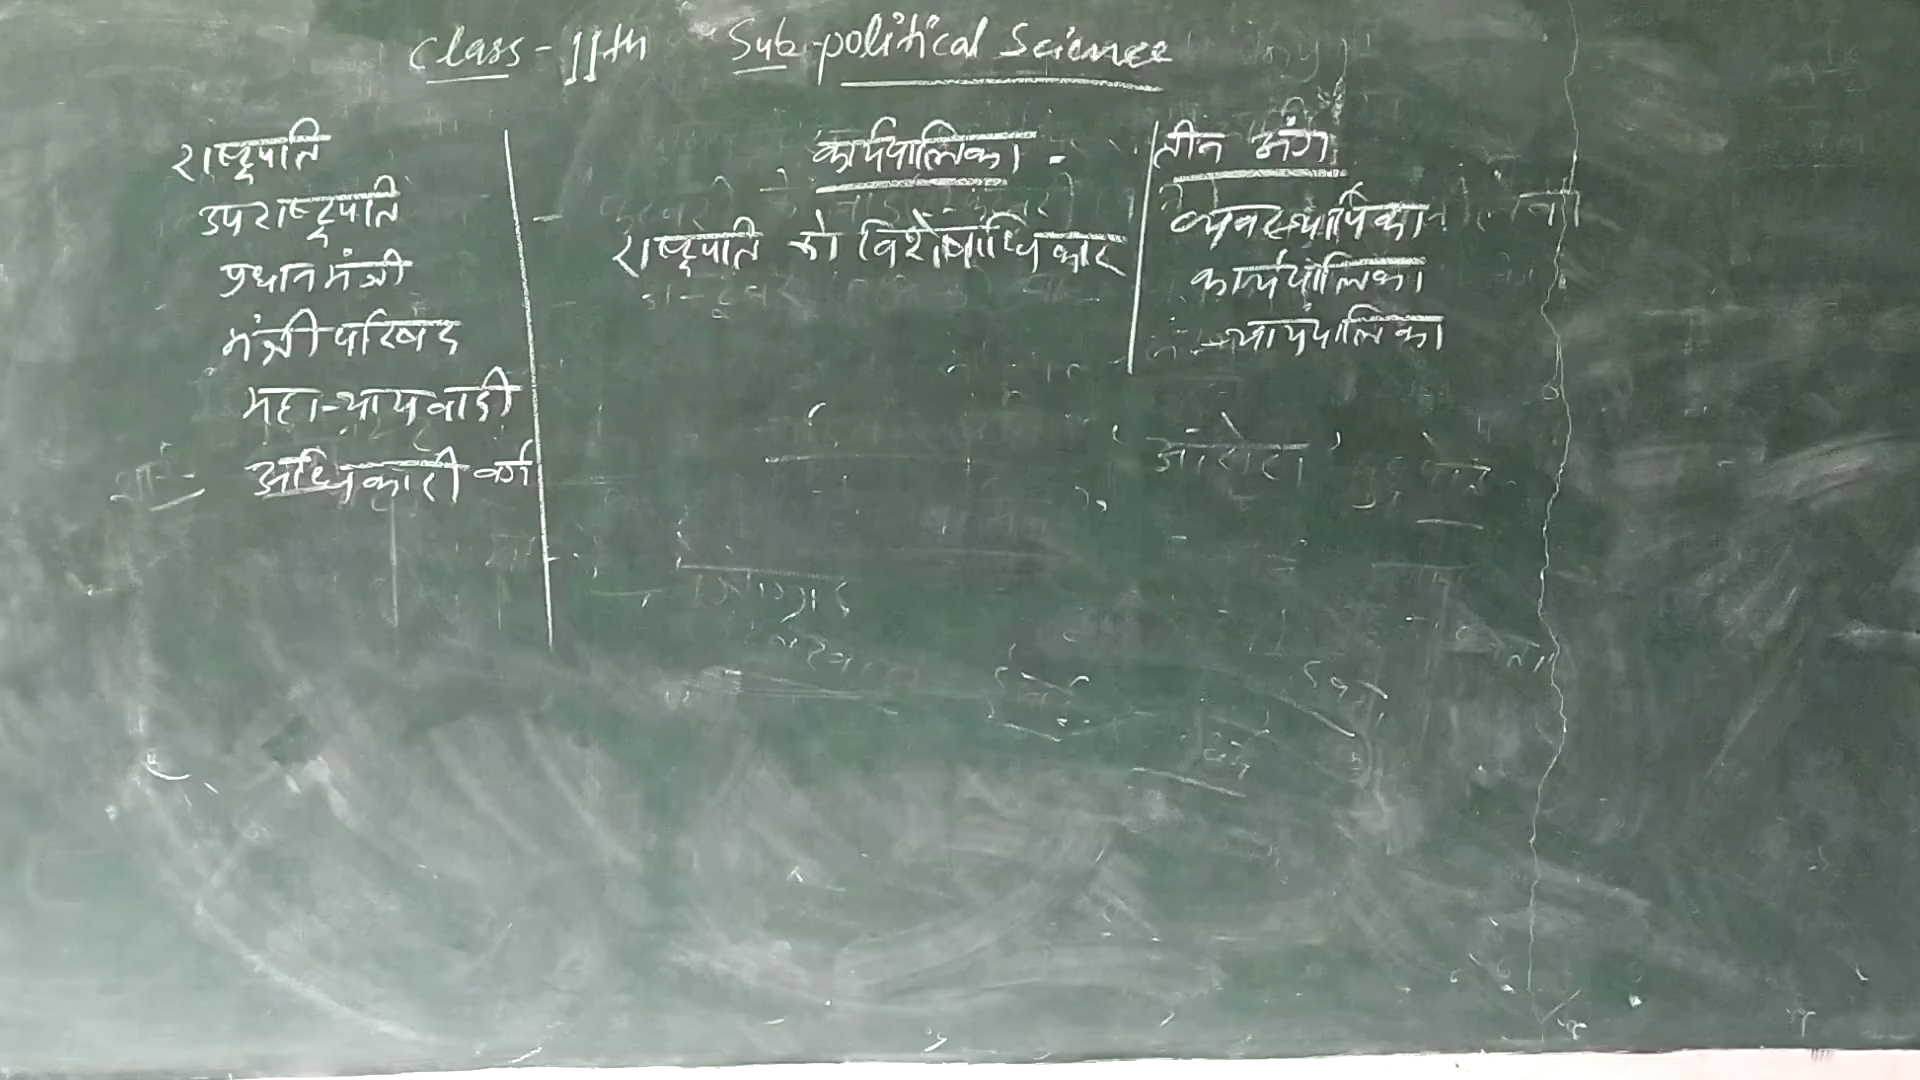 Class - 11th Sub - political Science
राष्ट्रपति
उपराष्ट्रपति
प्रधानमंत्री
मंत्रीपरिषद
महान्यायवादी
अधिकारी वर्ग
कार्यपालिका -
राष्ट्रपति को विशेषाधिकार
तीन अंग
व्यवस्थापिका
कार्यपालिका
न्यायपालिका